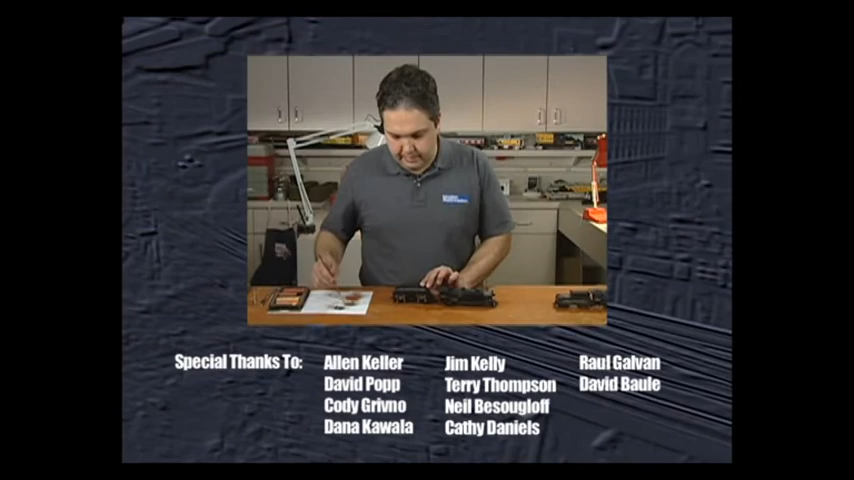 Special Thanks To:
Allen Keller
David Popp
Cody Grivno
Dana Kawala
Jim Kelly
Terry Thompson
Neil Besougloff
Cathy Daniels
Raul Galvan
David Baule